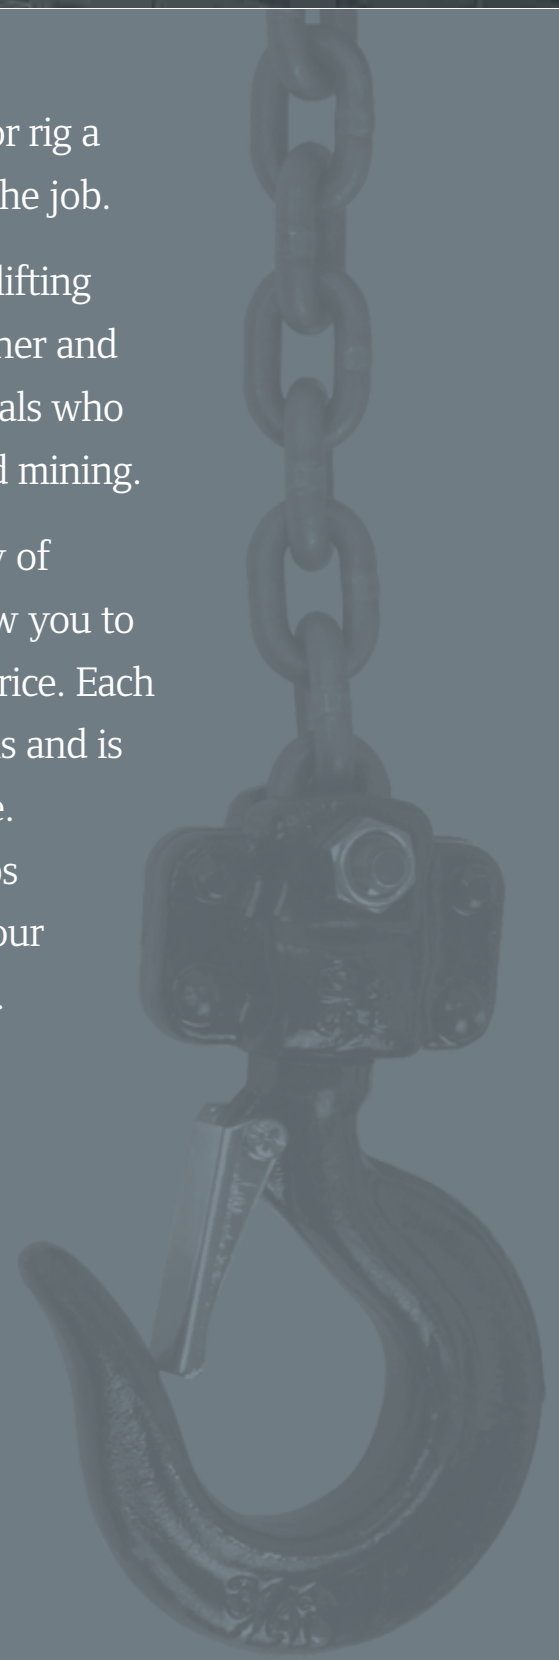 or rig a
he job.
lifting
ner and
als who
d mining.
y of
w you to
rice. Each
s and is
e.
os
our
.